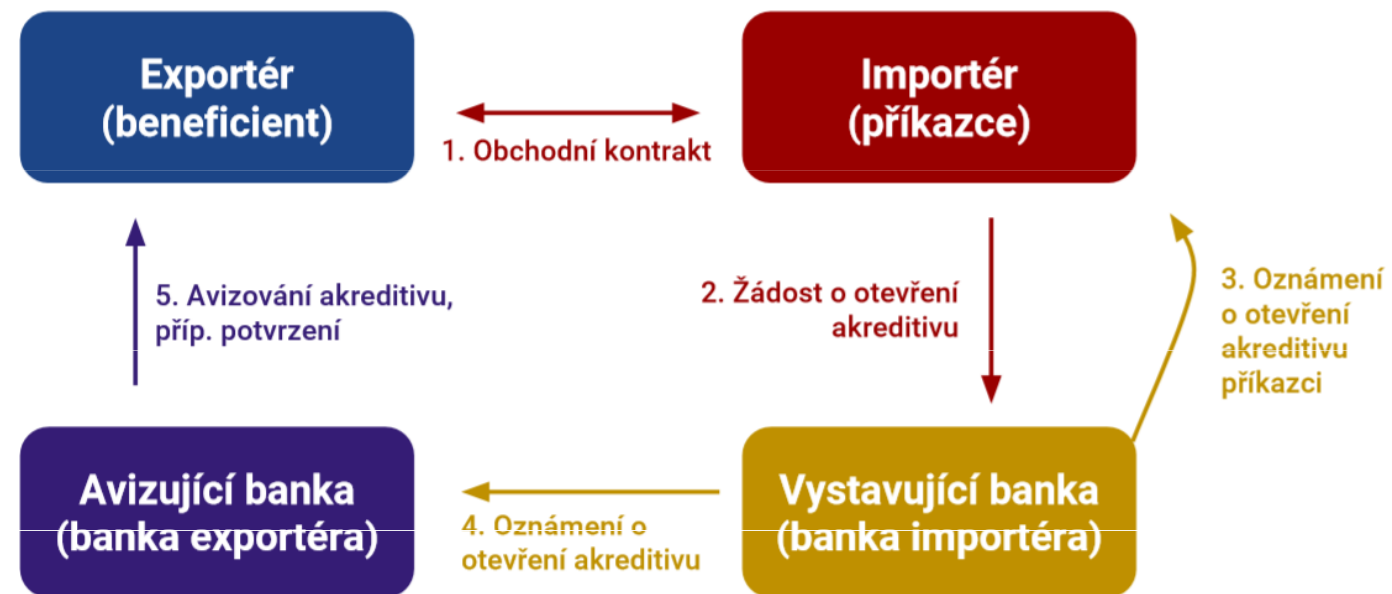 Exportér
(beneficient)
Importér
(příkazce)
1. Obchodní kontrakt
5. Avizování akreditivu,
příp. potvrzení
2. Žádost o otevření
akreditivu
3. Oznámení
o otevření
akreditivu
příkazci
Avizující banka
(banka exportéra)
4. Oznámení o
otevření akreditivu
Vystavující banka
(banka importéra)